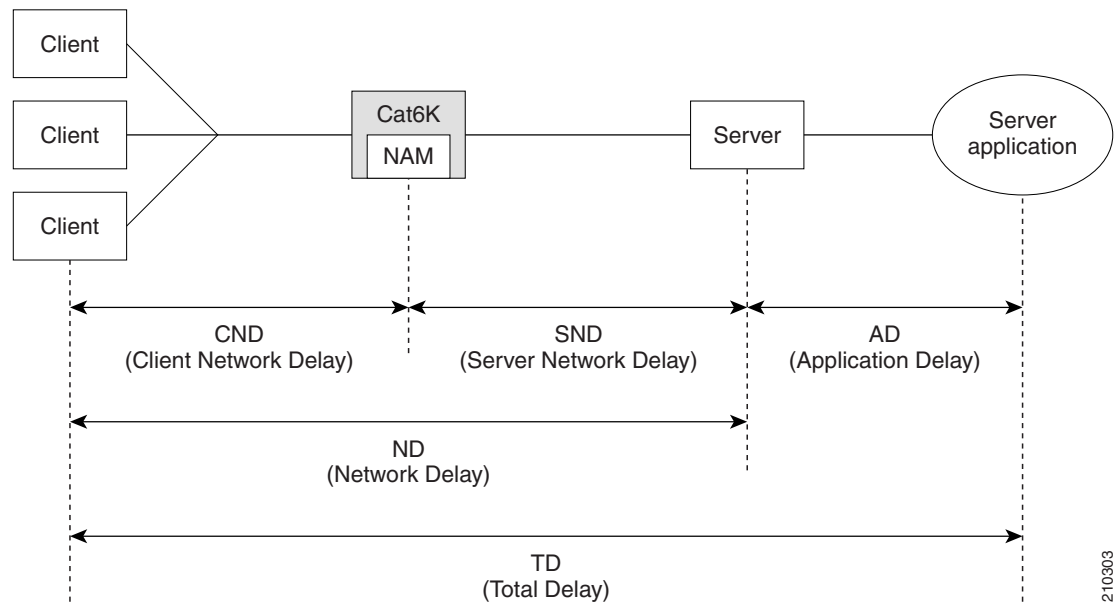 Client
Client
Client
Cat6K
NAM
Server
Server
application
CND
(Client Network Delay)
SND
(Server Network Delay)
AD
(Application Delay)
ND
(Network Delay)
TD
(Total Delay)
210303